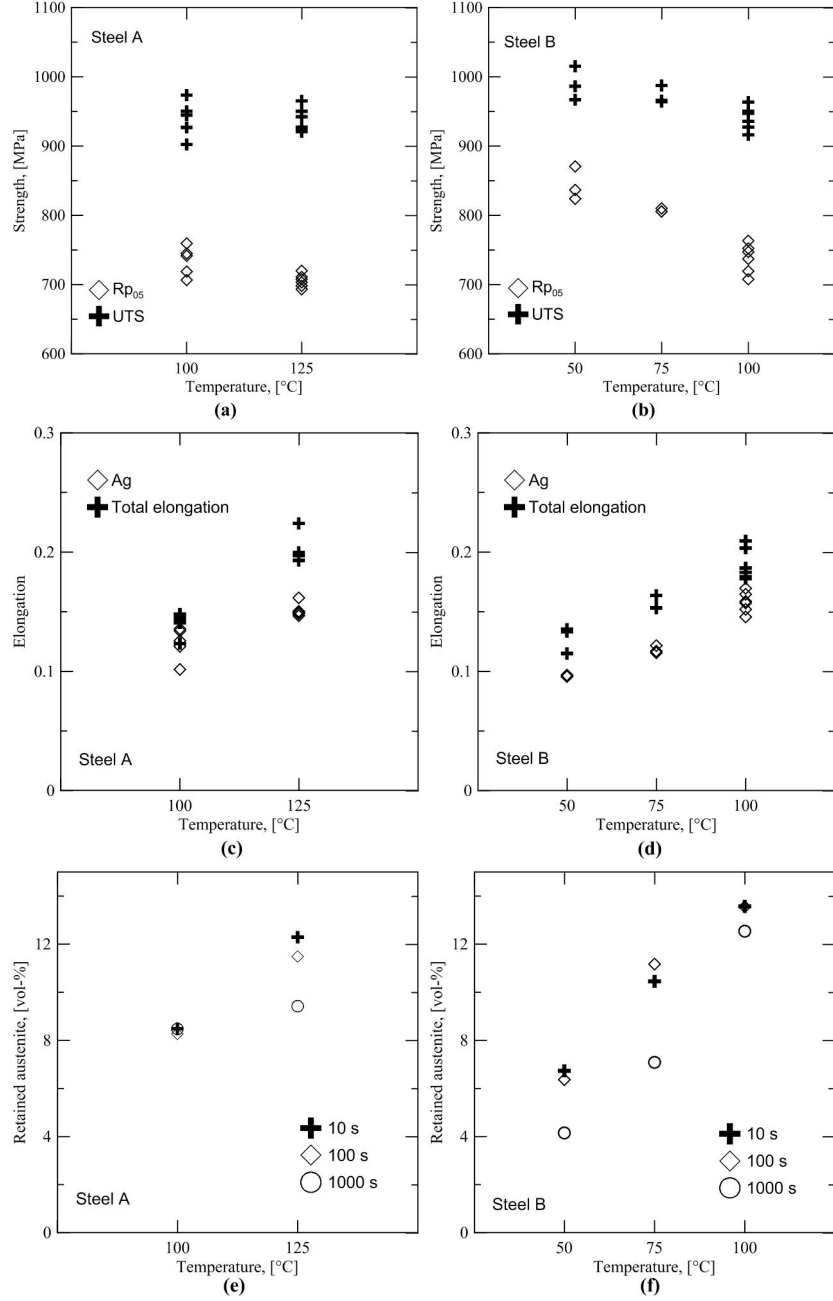 1100
1000
900
800
700
600
Strength, [MPa]
Steel A
Rp₀₅
UTS
100
125
Temperature, [°C]
(a)
1100
1000
900
800
700
600
Strength, [MPa]
Steel B
Rp₀₅
UTS
50
75
100
Temperature, [°C]
(b)
0.3
0.2
0.1
0
Elongation
Ag
Total elongation
Steel A
100
125
Temperature, [°C]
(c)
0.3
0.2
0.1
0
Elongation
Ag
Total elongation
Steel B
50
75
100
Temperature, [°C]
(d)
12
8
4
0
Retained austenite, [vol-%]
10 s
100 s
1000 s
Steel A
100
125
Temperature, [°C]
(e)
12
8
4
0
Retained austenite, [vol-%]
10 s
100 s
1000 s
Steel B
50
75
100
Temperature, [°C]
(f)